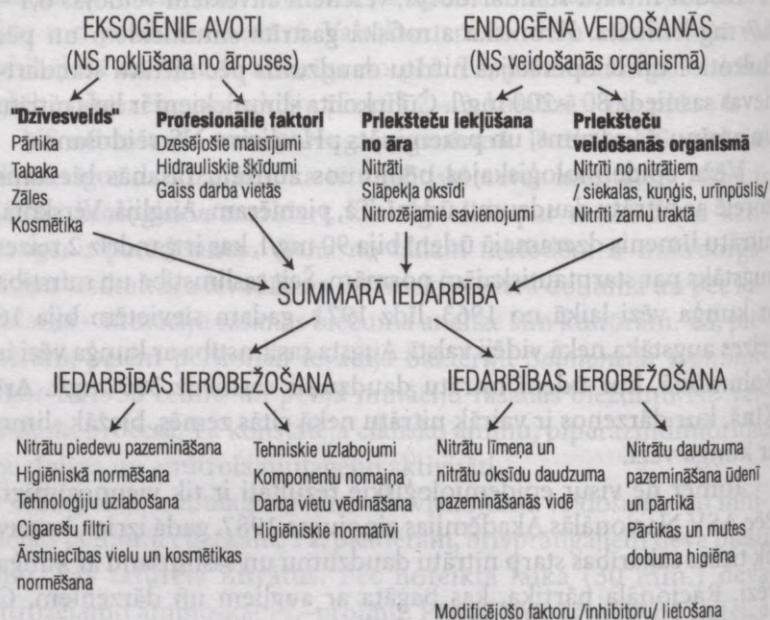 EKSOGĒNIE AVOTI
(NS nokļūšana no ārpuses)
ENDOGĒNĀ VEIDOŠANĀS
(NS veidošanās organismā)
"Dzīvesveids"
Pārtika
Tabaka
Zāles
Kosmētika
Profesionālie faktori
Dzesējošie maisījumi
Hidrauliskie šķidumi
Gaiss darba vietās
Priekšteču iekļūšana
no āra
Nitrāti
Slāpekļa oksīdi
Nitrozējamie savienojumi
Priekšteču
veidošanās organismā
Nitrīti no nitrātiem
/ siekalas, kuņģis, urīnpūslis/
Nitrīti zarnu traktā
SUMMĀRĀ IEDARBĪBA
IEDARBĪBAS IEROBEŽOŠANA
IEDARBĪBAS IEROBEŽOŠANA
Nitrātu piedevu pazemināšana
Higiēniskā normēšana
Tehnoloģiju uzlabošana
Cigarešu filtri
Ārstniecības vielu un kosmētikas
normēšana
Tehniskie uzlabojumi
Komponentu nomiņa
Darba vietu vēdināšana
Higiēniskie normatīvi
Nitrātu līmeņa un
nitrātu oksīdu daudzuma
pazemināšanas vidē
Nitrātu daudzuma
pazemināšanas ūdenī
un pārtikā
Pārtikas un mutes
dobuma higiēna
Modificējošo faktoru /inhibitoru/ lietošana